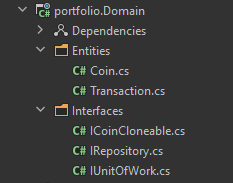 C# portfolio.Domain
Dependencies
Entities
C# Coin.cs
C# Transaction.cs
Interfaces
C# ICoinCloneable.cs
C# IRepository.cs
C# IUnitOfWork.cs